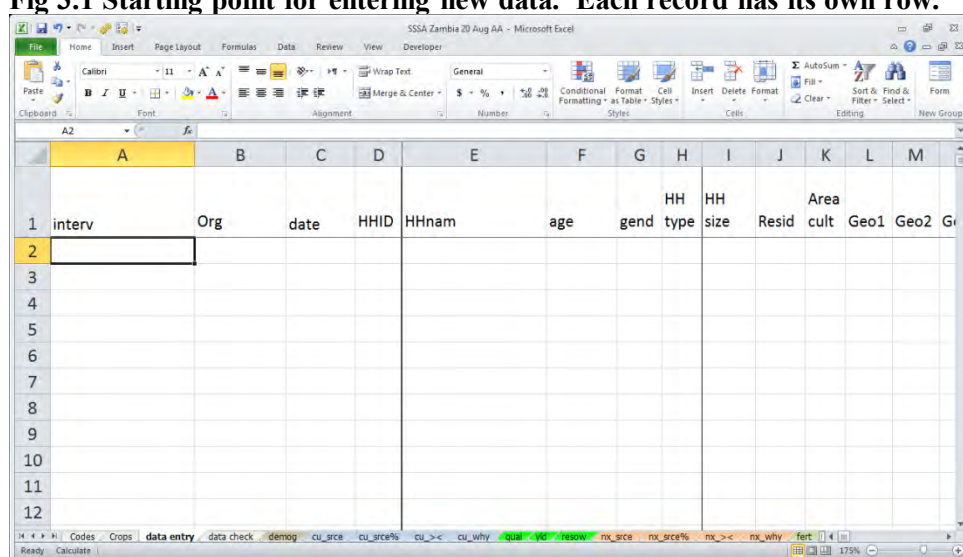 Fig 3.1 Starting point for entering new data. Each record has its own row.
SSSA Zambia 20 Aug AA - Microsoft Excel
File Home Insert Page Layout Formulas Data Review View Developer
Calibri 11 Wrap Text General Σ AutoSum
Fill
Paste B I U Merge & Center $ % , Conditional Formatting Format as Table Cell Styles Insert Delete Format Clear Sort & Filter Find & Select Form
Clipboard Font Alignment Number Styles Cells Editing New Group
A2 fx
A B C D E F G H I J K L M
1 interv Org date HHID HHnam age gend HH type HH size Resid Area cult Geo1 Geo2
2
3
4
5
6
7
8
9
10
11
12
Codes Crops data entry data check demog cu_srce cu_srce% cu_>< cu_why qual yld resow nx_srce nx_srce% nx_>< nx_why fert
Ready Calculate 175%